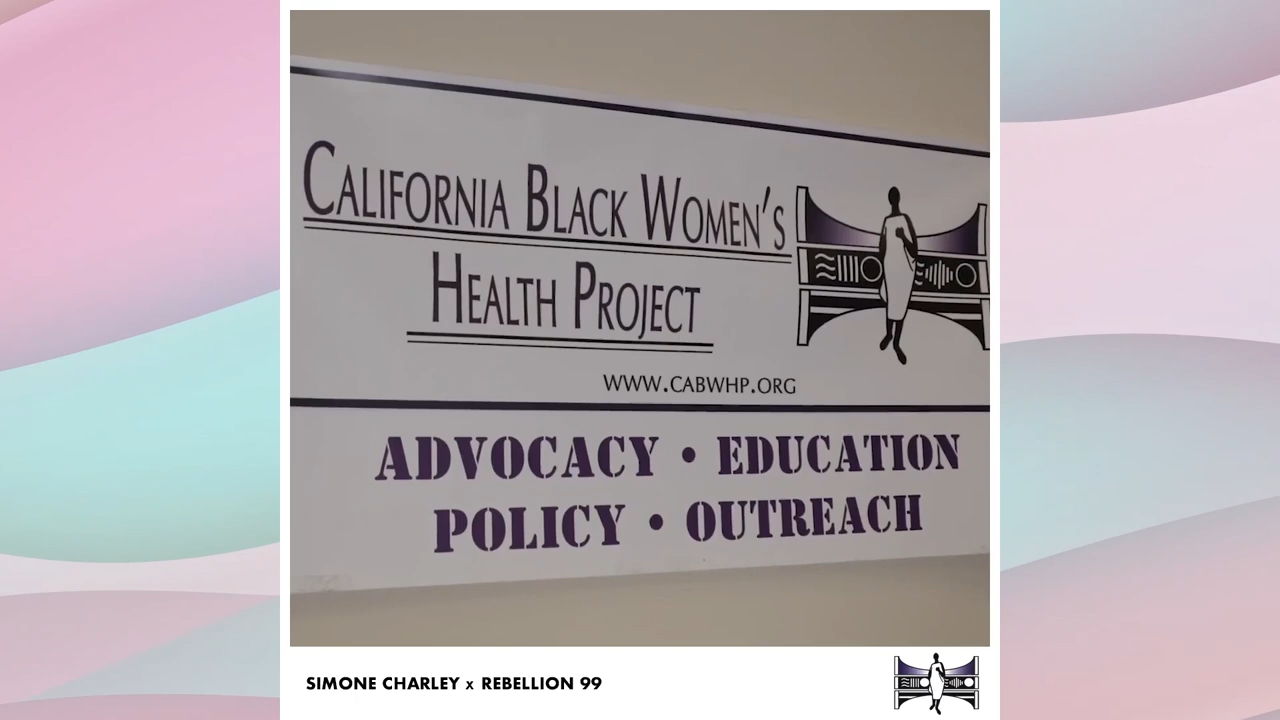 CALIFORNIA BLACK WOMEN'S
HEALTH PROJECT
WWW.CABWHP.ORG
ADVOCACY • EDUCATION
POLICY • OUTREACH
SIMONE CHARLEY x REBELLION 99